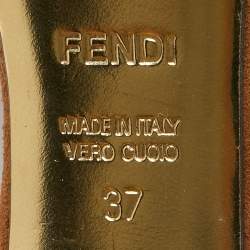 FENDI
MADE IN ITALY
VERO CUOIO
37